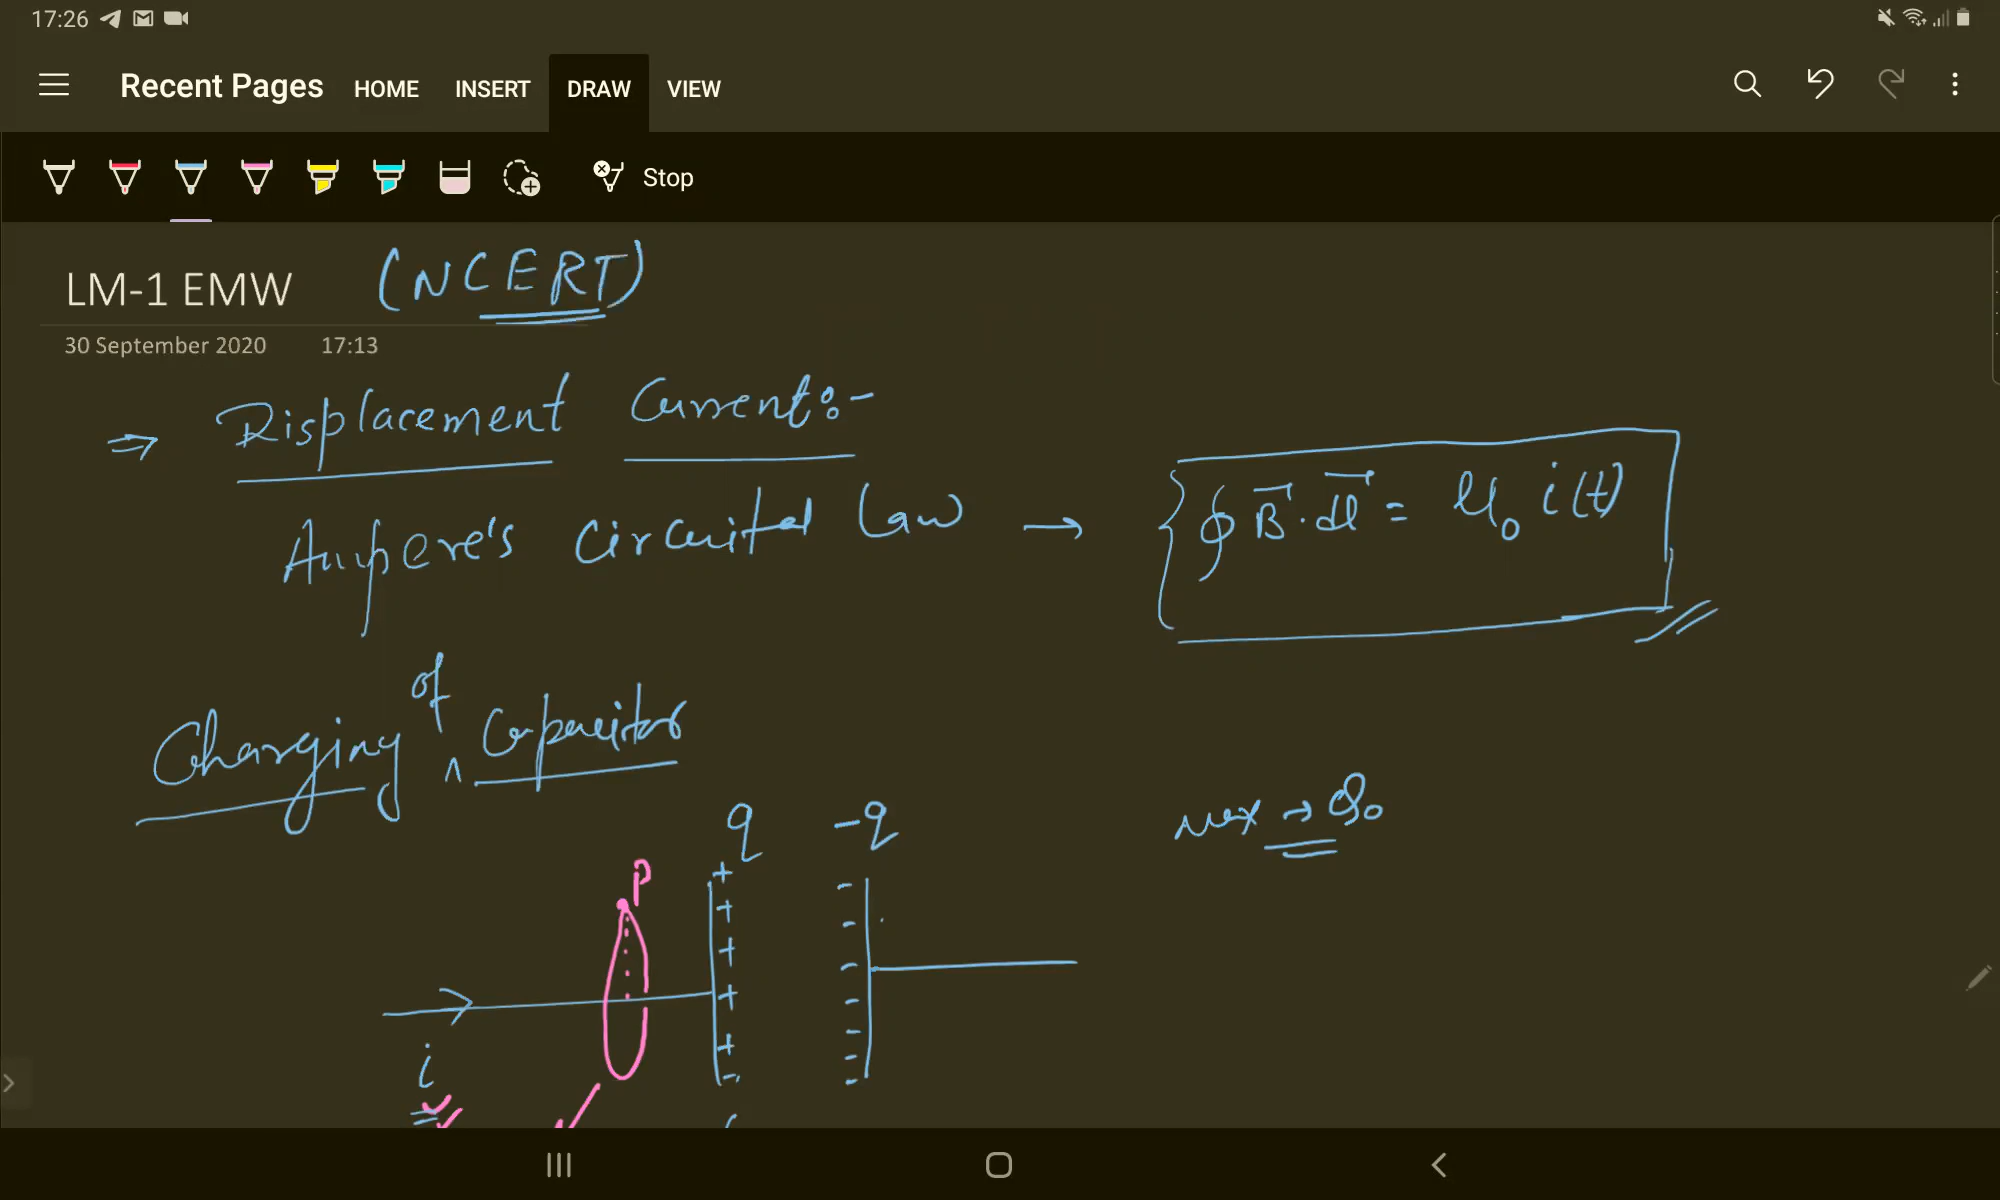 17:26
Recent Pages HOME INSERT DRAW VIEW
Stop
LM-1 EMW (NCERT)
30 September 2020 17:13
⇒ Displacement Current:-
Ampere's Circuital Law → ∮ B⃗ · d⃗l = μ₀ i(t)
Charging of Capacitor
q -q
Max → Q₀
P
i